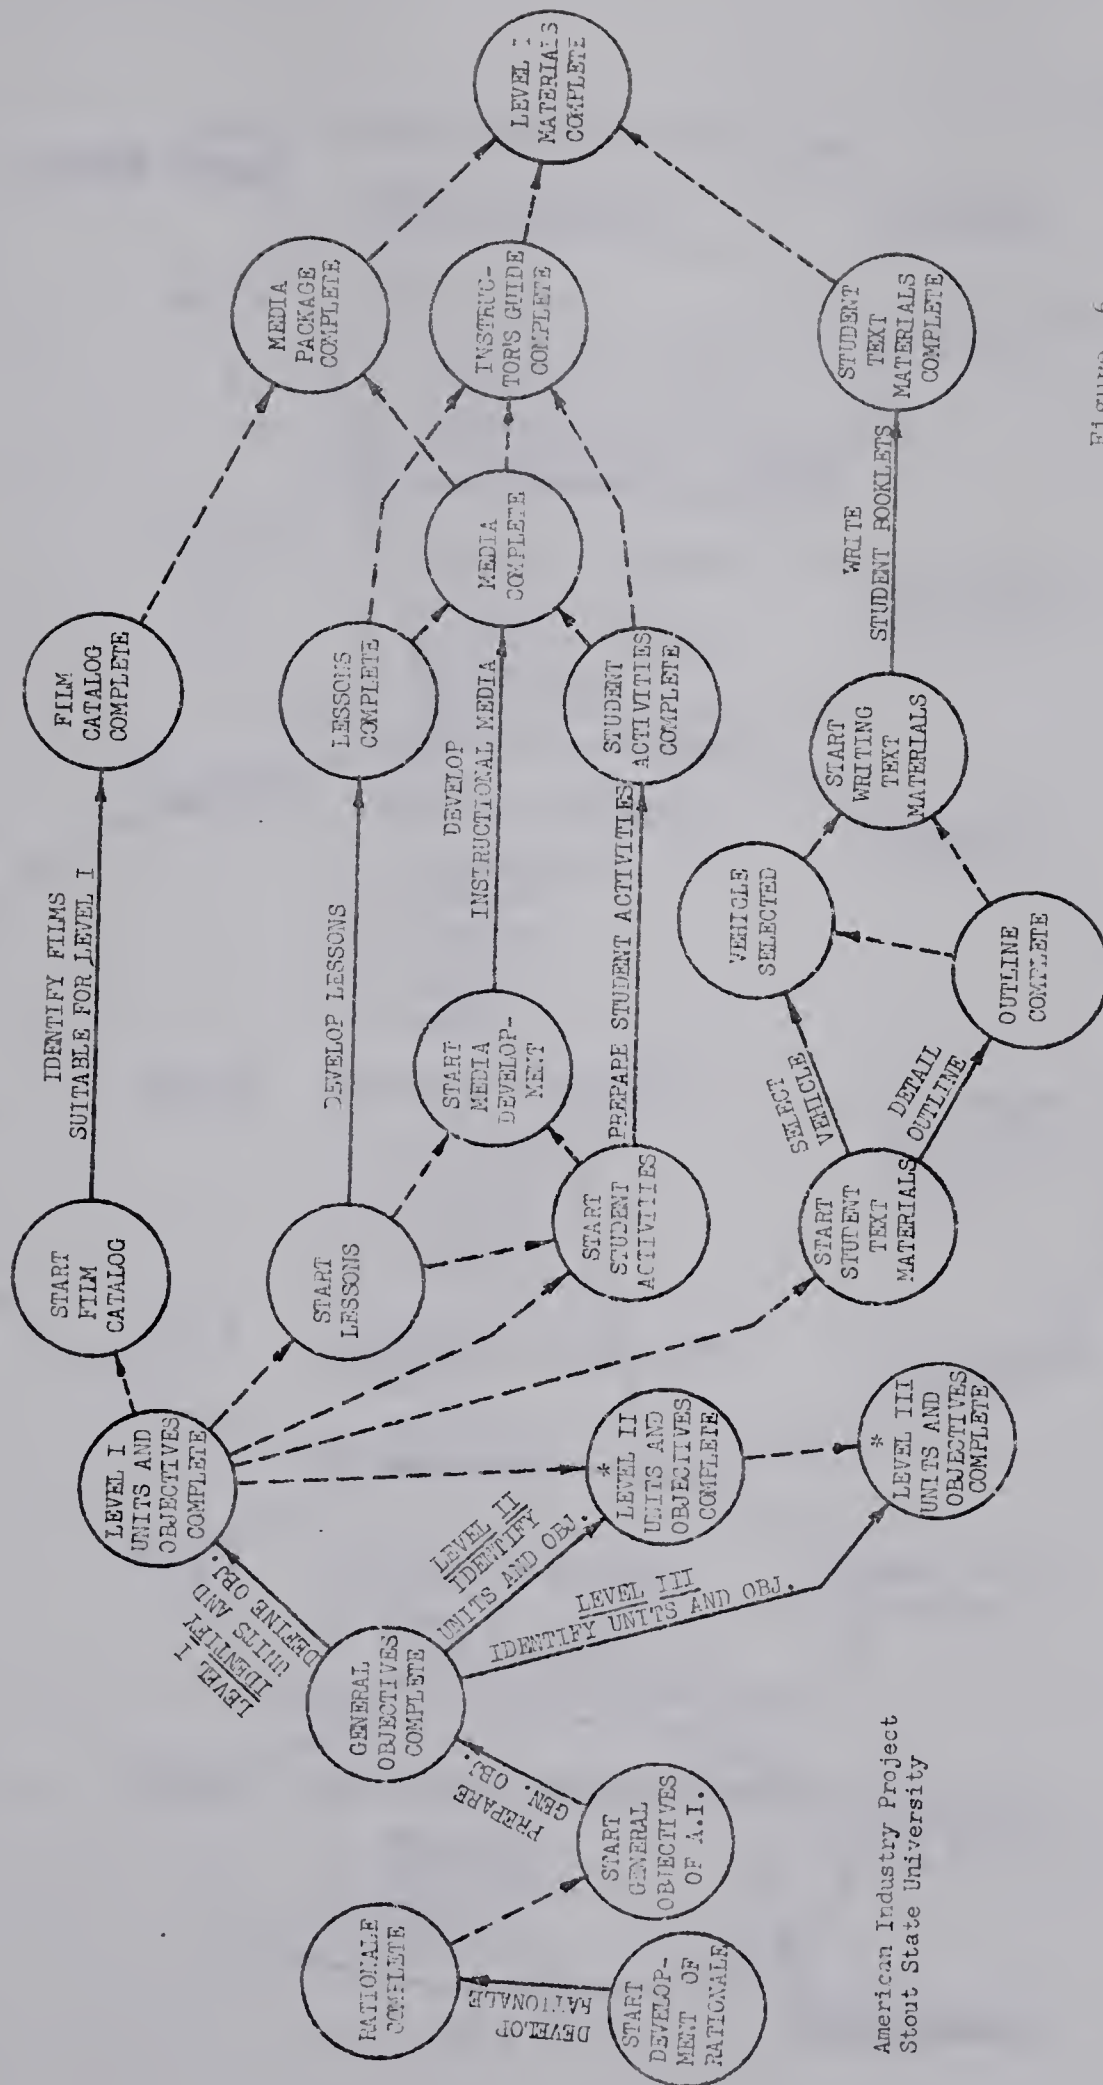 START
DEVELOP-
MENT OF
RATIONALE
DEVELOP
RATIONALE
RATIONALE
COMPLETE
START
GENERAL
OBJECTIVES
OF A.I.
PREPARE
GEN. OBJ.
GENERAL
OBJECTIVES
COMPLETE
LEVEL I
IDENTIFY
UNITS AND
DEFINE OBJ.
LEVEL II
IDENTIFY
UNITS AND OBJ.
LEVEL III
IDENTIFY UNITS AND OBJ.
LEVEL I
UNITS AND
OBJECTIVES
COMPLETE
*
LEVEL II
UNITS AND
OBJECTIVES
COMPLETE
*
LEVEL III
UNITS AND
OBJECTIVES
COMPLETE
START
FILM
CATALOG
IDENTIFY FILMS
SUITABLE FOR LEVEL I
FILM
CATALOG
COMPLETE
START
LESSONS
DEVELOP LESSONS
LESSONS
COMPLETE
START
MEDIA
DEVELOP-
MENT
DEVELOP
INSTRUCTIONAL MEDIA
MEDIA
COMPLETE
START
STUDENT
ACTIVITIES
PREPARE STUDENT ACTIVITIES
STUDENT
ACTIVITIES
COMPLETE
START
STUDENT
TEXT
MATERIALS
SELECT
VEHICLE
VEHICLE
SELECTED
DETAIL
OUTLINE
OUTLINE
COMPLETE
START
WRITING
TEXT
MATERIALS
WRITE
STUDENT BOOKLETS
STUDENT
TEXT
MATERIALS
COMPLETE
MEDIA
PACKAGE
COMPLETE
INSTRUC-
TOR'S GUIDE
COMPLETE
LEVEL I
MATERIALS
COMPLETE
American Industry Project
Stout State University
Figure 6